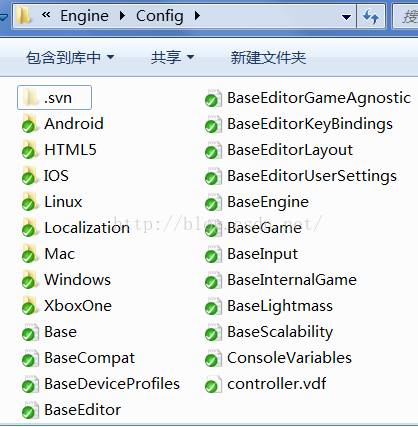 « Engine ▸ Config ▸ 搜
包含到库中 ▼ 共享 ▼ 新建文件夹
.svn
Android
HTML5
IOS
Linux
Localization
Mac
Windows
XboxOne
Base
BaseCompat
BaseDeviceProfiles
BaseEditor
BaseEditorGameAgnostic
BaseEditorKeyBindings
BaseEditorLayout
BaseEditorUserSettings
BaseEngine
BaseGame
BaseInput
BaseInternalGame
BaseLightmass
BaseScalability
ConsoleVariables
controller.vdf
http://blog.csdn.net/